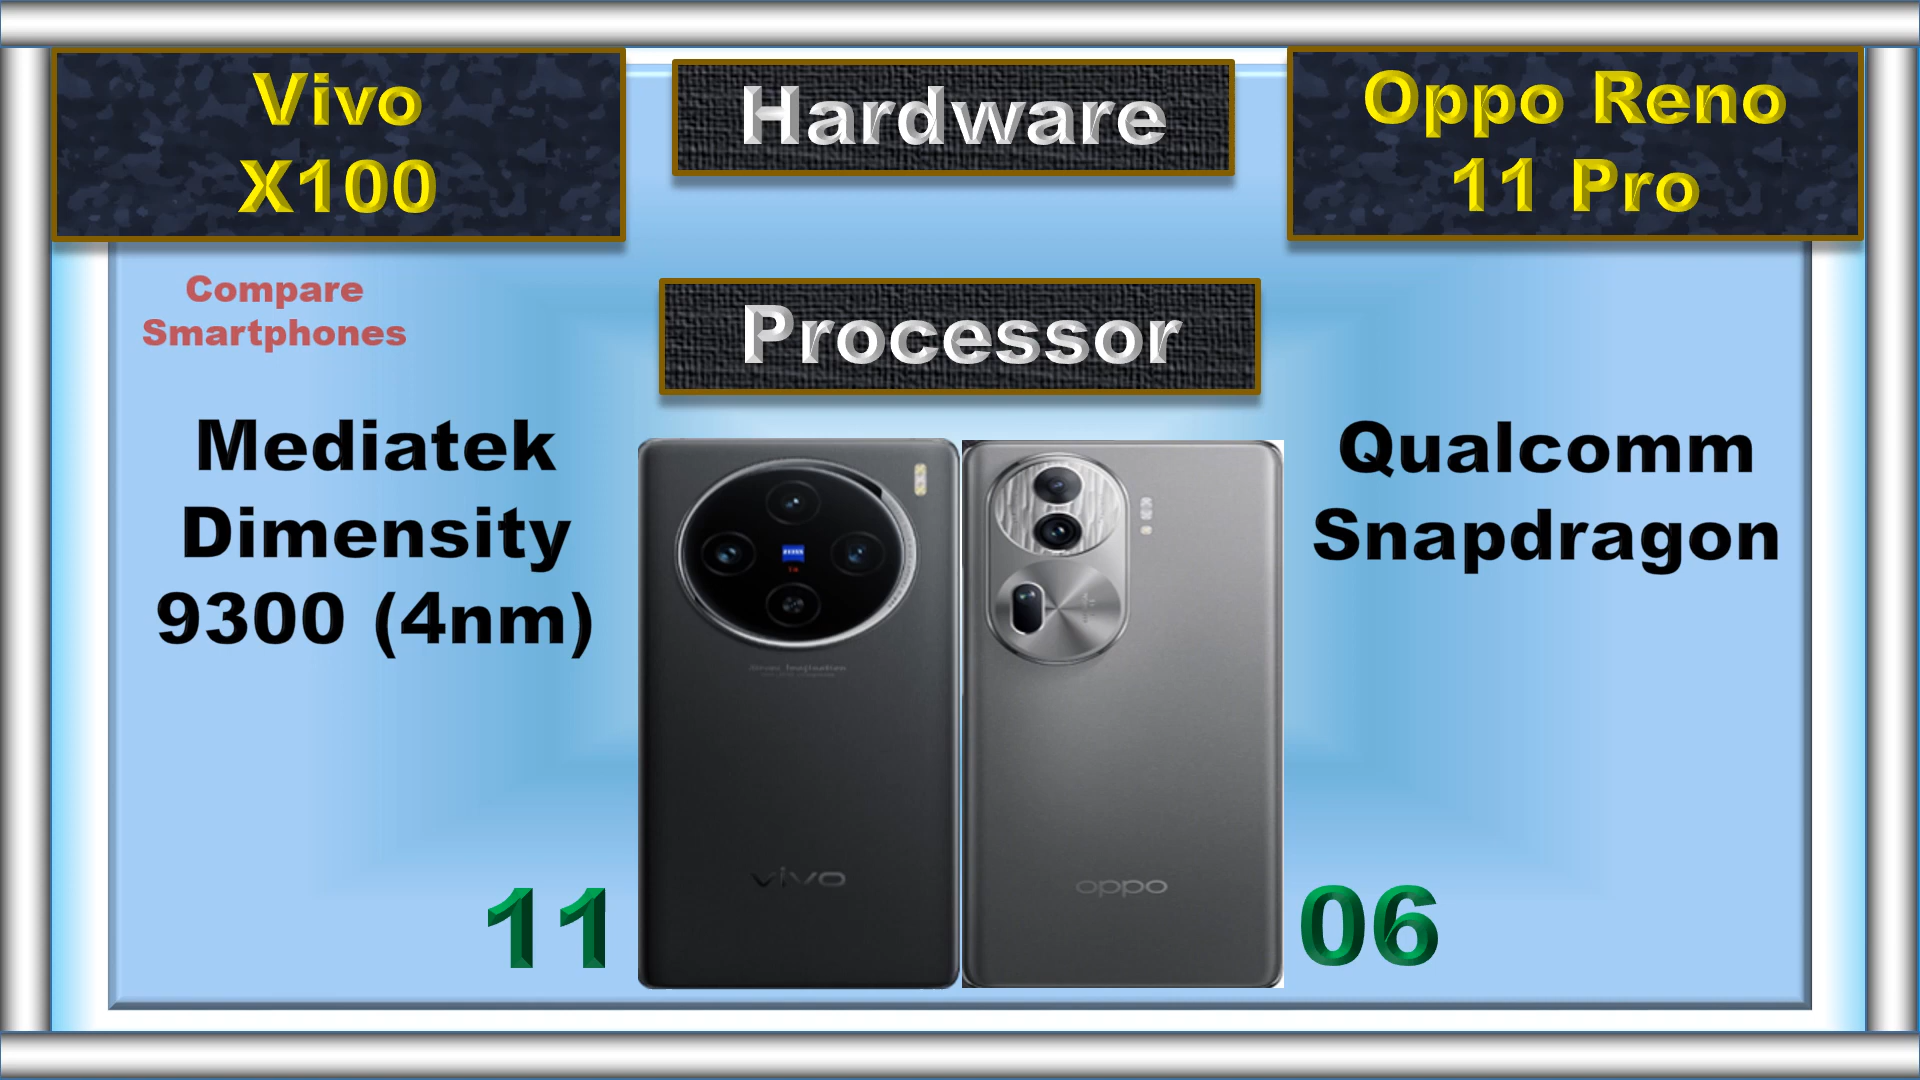 Vivo
X100
Hardware
Oppo Reno
11 Pro
Compare
Smartphones
Processor
Mediatek
Dimensity
9300 (4nm)
Qualcomm
Snapdragon
ZEISS
vivo
oppo
11
06